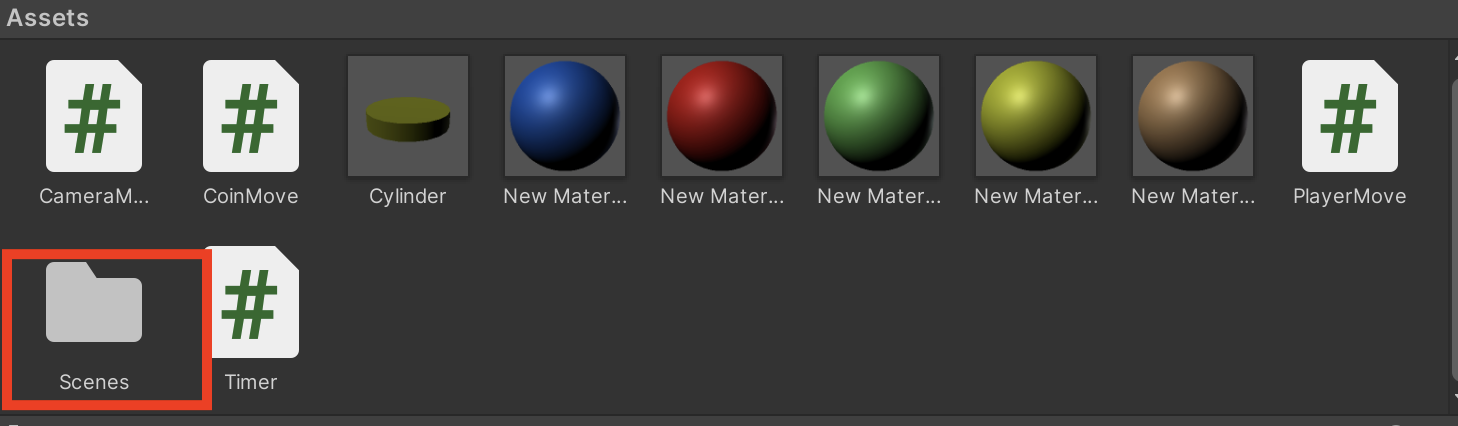 Assets
CameraM...
CoinMove
Cylinder
New Mater...
New Mater...
New Mater...
New Mater...
New Mater...
PlayerMove
Scenes
Timer